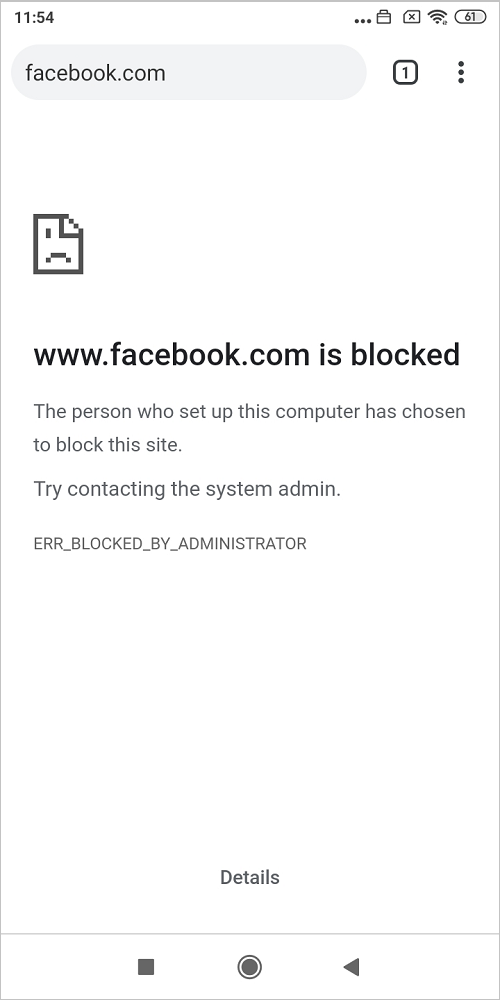 11:54
61
facebook.com
1
www.facebook.com is blocked
The person who set up this computer has chosen
to block this site.
Try contacting the system admin.
ERR_BLOCKED_BY_ADMINISTRATOR
Details